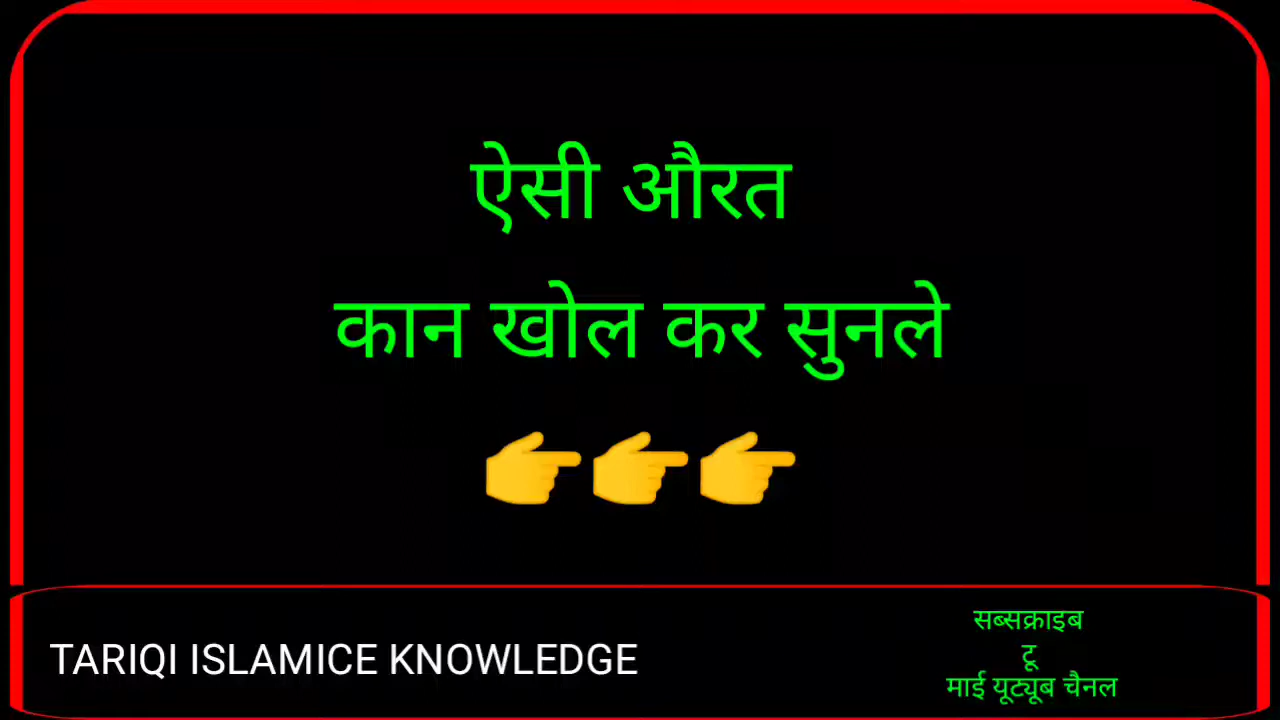 ऐसी औरत
कान खोल कर सुनले
👉👉👉
TARIQI ISLAMICE KNOWLEDGE
सब्सक्राइब
टू
माई यूट्यूब चैनल